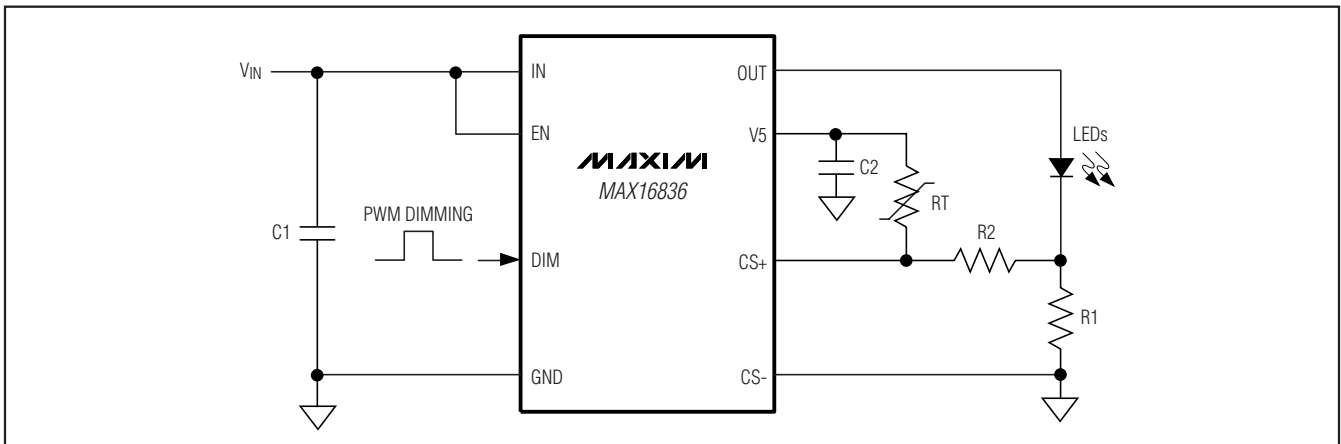 VIN
IN
OUT
EN
V5
LEDs
MAXIM
MAX16836
C2
RT
PWM DIMMING
C1
R2
DIM
CS+
R1
GND
CS-